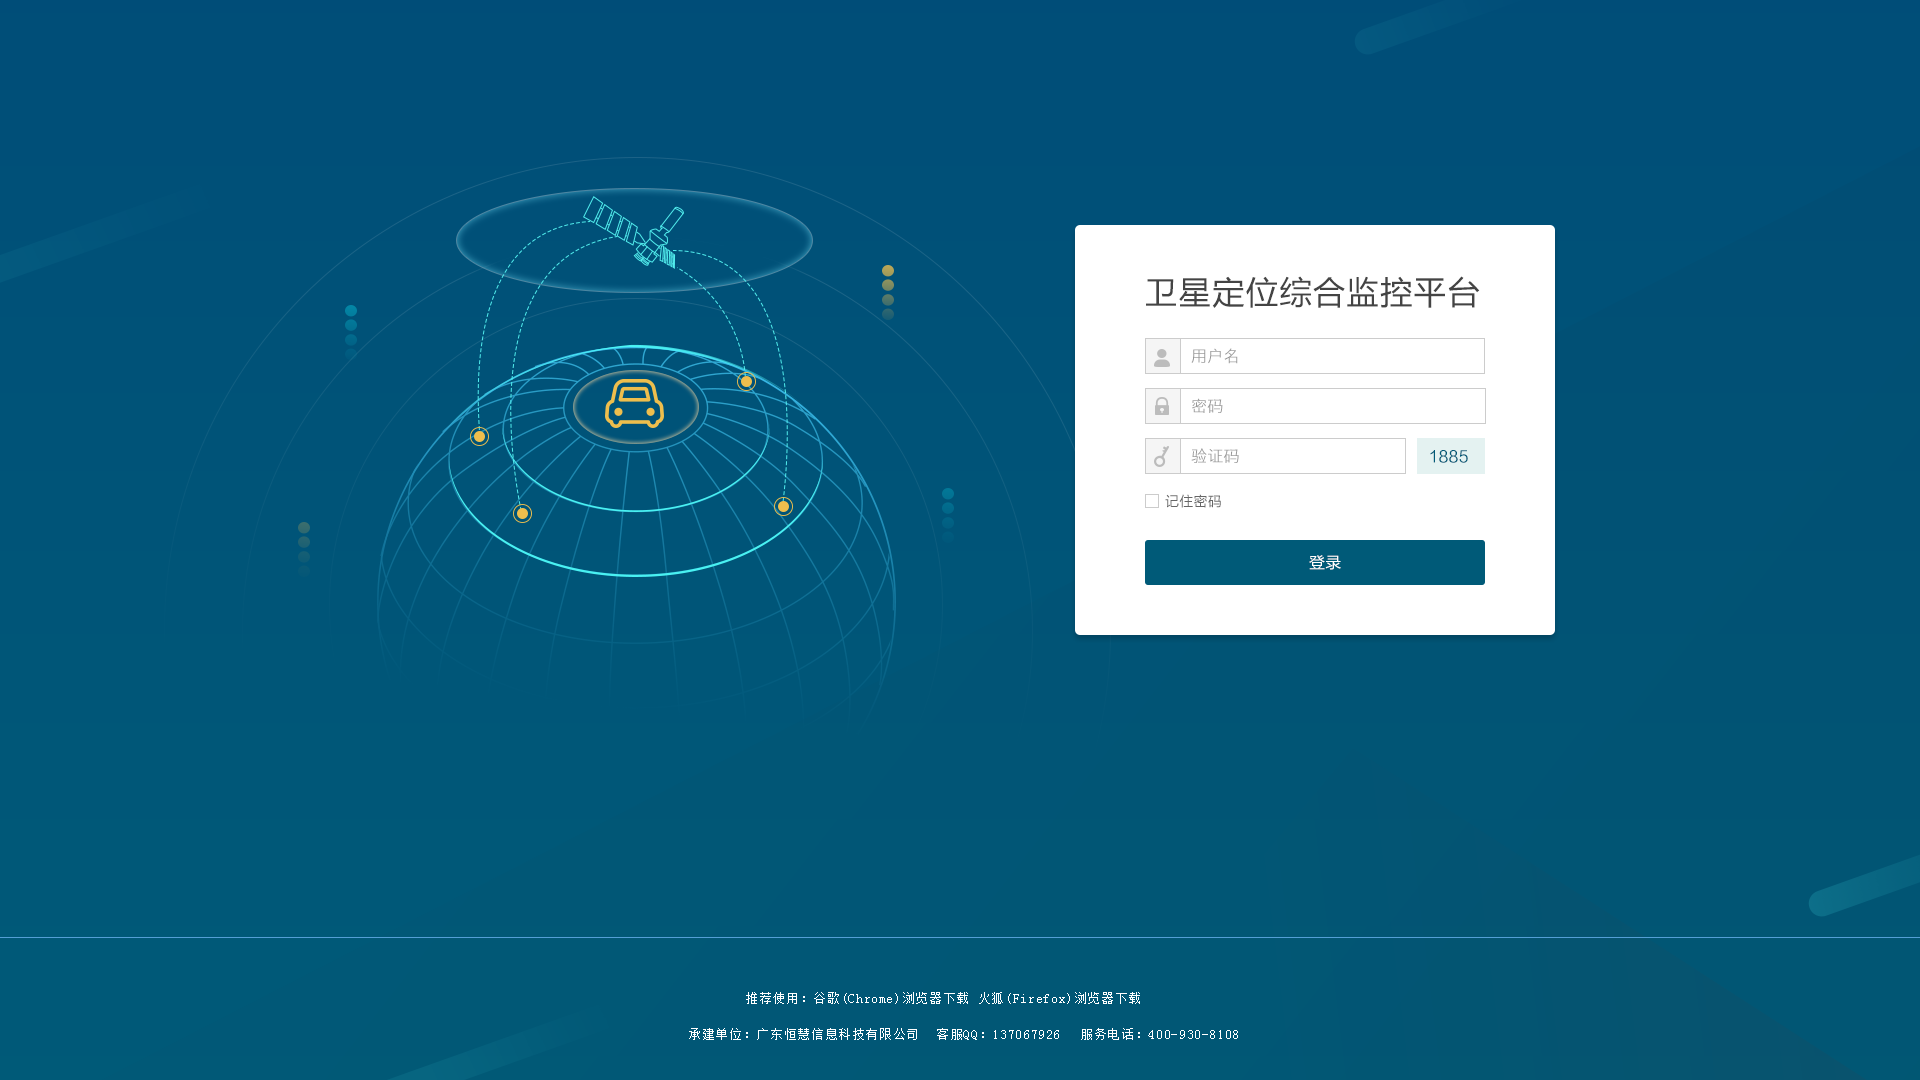 卫星定位综合监控平台
用户名
密码
验证码 1885
记住密码
登录
推荐使用：谷歌(Chrome)浏览器下载 火狐(Firefox)浏览器下载
承建单位：广东恒慧信息科技有限公司 客服QQ：137067926 服务电话：400-930-8108